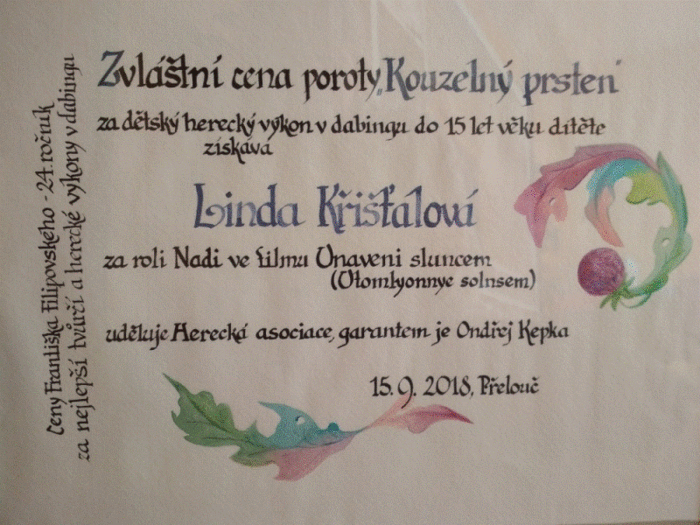 Zvláštní cena poroty „Kouzelný prsten"
za dětský herecký výkon v dabingu do 15 let věku dítěte
získává
Linda Křišťálová
za roli Nadi ve filmu Unaveni sluncem
(Utomlyonnye solnsem)
uděluje Herecká asociace, garantem je Ondřej Kepka
15. 9. 2018, Přelouč
Ceny Františka Filipovského - 24. ročník
za nejlepší tvůrčí a herecké výkony v dabingu